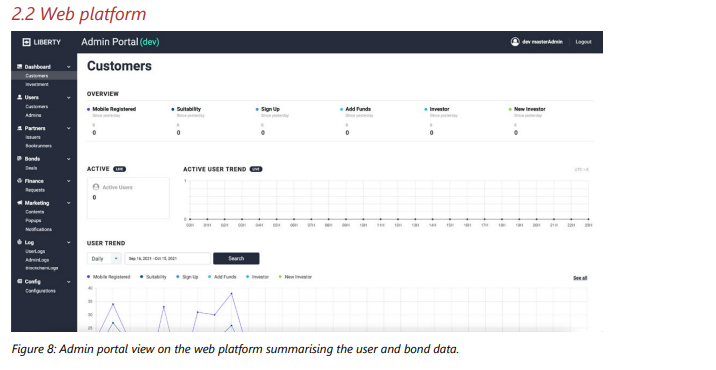 2.2 Web platform
LIBERTY
Admin Portal (dev)
dev masterAdmin
Logout
Dashboard
Customers
Investment
Users
Customers
Admins
Partners
Issuers
Bookrunners
Bonds
Deals
Finance
Requests
Marketing
Contents
Popups
Notifications
Log
UserLogs
AdminLogs
BlockchainLogs
Config
Configurations
Customers
OVERVIEW
Mobile Registered Suitability Sign Up Add Funds Investor New Investor
Since yesterday Since yesterday Since yesterday Since yesterday Since yesterday Since yesterday
0 0 0 0 0 0
0 0 0 0 0 0
ACTIVE LIVE
Active Users
0
ACTIVE USER TREND LIVE
1
0
USER TREND
Daily Sep 16, 2021 - Oct 15, 2021 Search
Mobile Registered Suitability Sign Up Add Funds Investor New Investor
See all
40
35
30
25
Figure 8: Admin portal view on the web platform summarising the user and bond data.